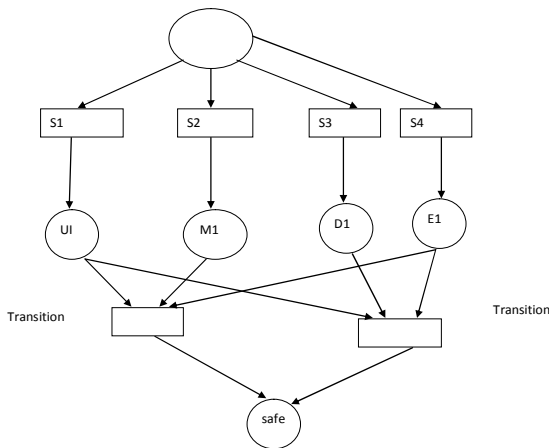 S1
S2
S3
S4
UI
M1
D1
E1
Transition
Transition
safe